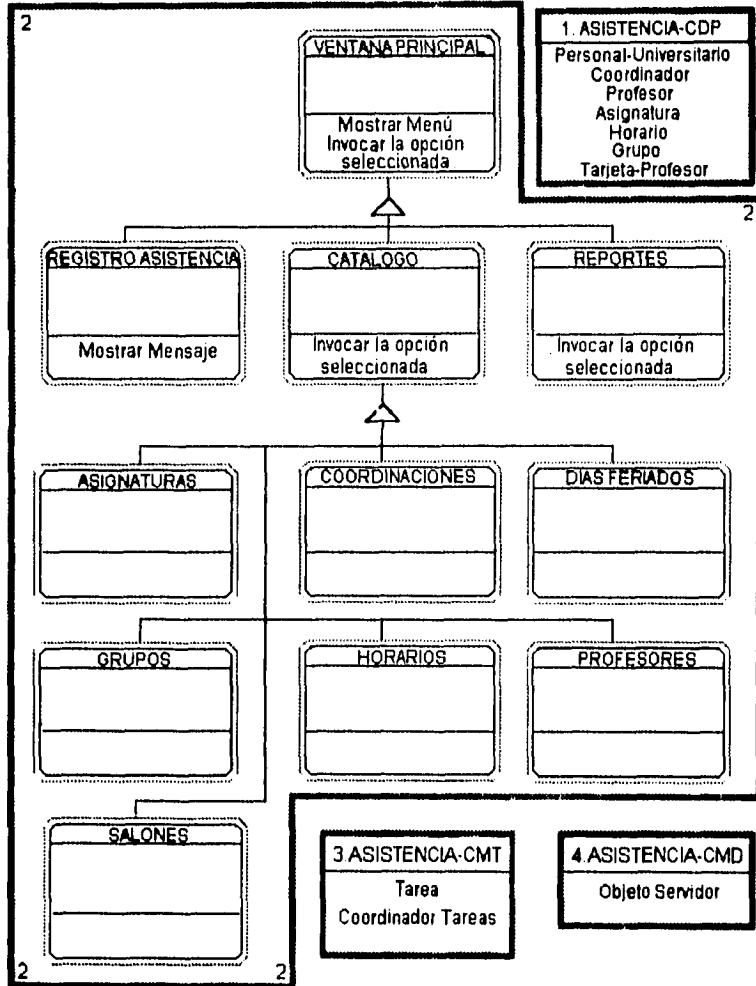 2
VENTANA PRINCIPAL
Mostrar Menú
Invocar la opción
seleccionada
1. ASISTENCIA-CDP
Personal-Universitario
Coordinador
Profesor
Asignatura
Horario
Grupo
Tarjeta-Profesor
2
REGISTRO ASISTENCIA
Mostrar Mensaje
CATALOGO
Invocar la opción
seleccionada
REPORTES
Invocar la opción
seleccionada
ASIGNATURAS
COORDINACIONES
DIAS FERIADOS
GRUPOS
HORARIOS
PROFESORES
SALONES
3.ASISTENCIA-CMT
Tarea
Coordinador Tareas
4.ASISTENCIA-CMD
Objeto Servidor
2
2